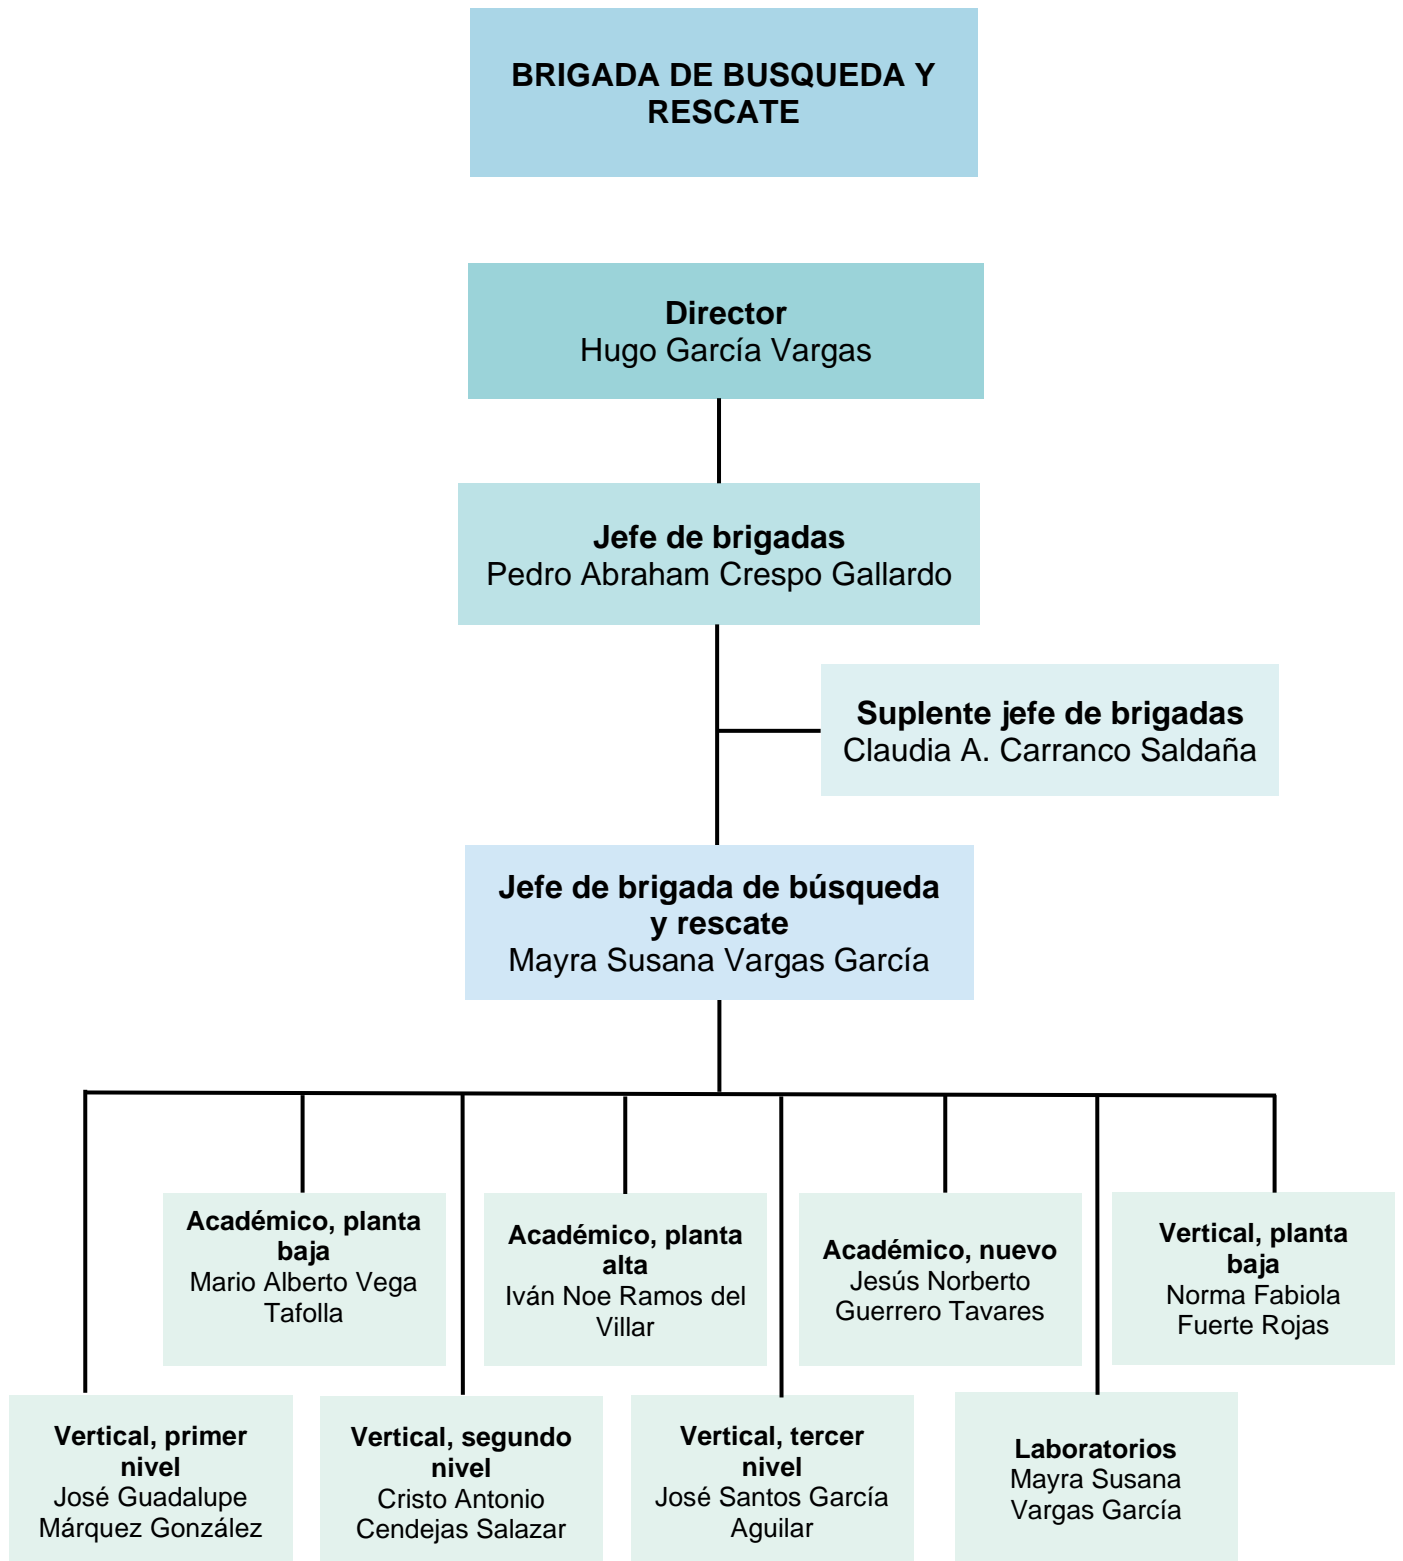 BRIGADA DE BUSQUEDA Y
RESCATE
Director
Hugo García Vargas
Jefe de brigadas
Pedro Abraham Crespo Gallardo
Suplente jefe de brigadas
Claudia A. Carranco Saldaña
Jefe de brigada de búsqueda
y rescate
Mayra Susana Vargas García
Académico, planta
baja
Mario Alberto Vega
Tafolla
Académico, planta
alta
Iván Noe Ramos del
Villar
Académico, nuevo
Jesús Norberto
Guerrero Tavares
Vertical, planta
baja
Norma Fabiola
Fuerte Rojas
Vertical, primer
nivel
José Guadalupe
Márquez González
Vertical, segundo
nivel
Cristo Antonio
Cendejas Salazar
Vertical, tercer
nivel
José Santos García
Aguilar
Laboratorios
Mayra Susana
Vargas García